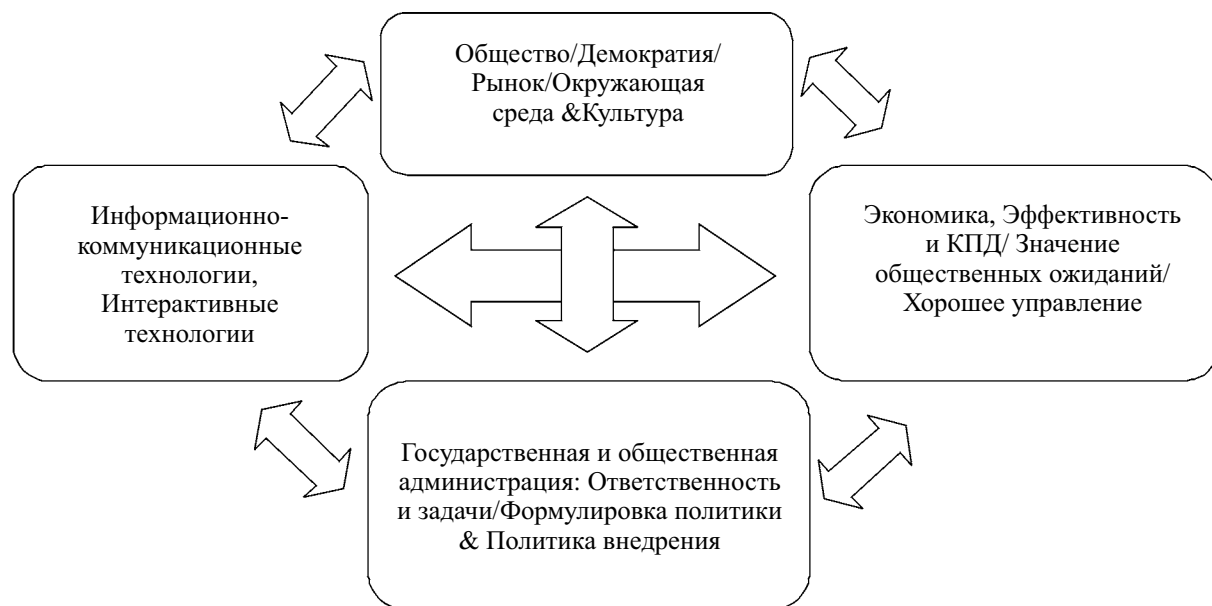 Общество/Демократия/
Рынок/Окружающая
среда &Культура
Информационно-
коммуникационные
технологии,
Интерактивные
технологии
Экономика, Эффективность
и КПД/ Значение
общественных ожиданий/
Хорошее управление
Государственная и общественная
администрация: Ответственность
и задачи/Формулировка политики
& Политика внедрения